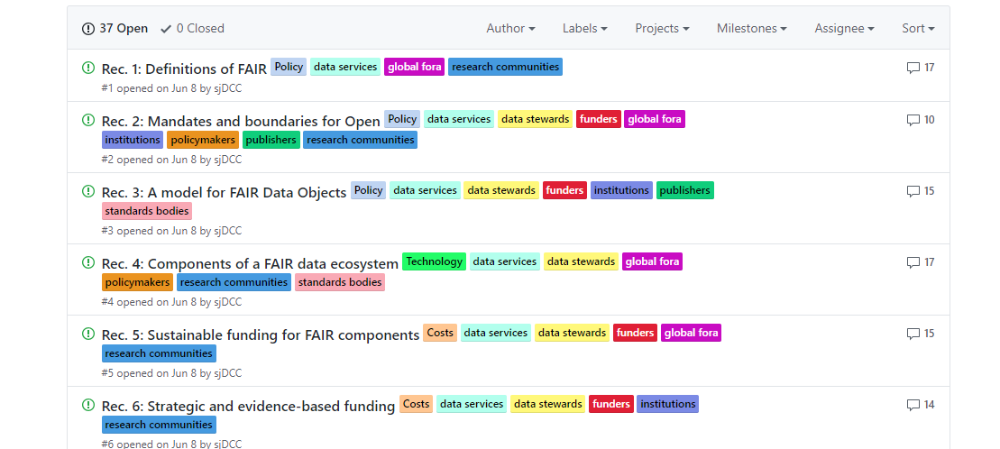 37 Open 0 Closed Author Labels Projects Milestones Assignee Sort
Rec. 1: Definitions of FAIR Policy data services global fora research communities 17
#1 opened on Jun 8 by sjDCC
Rec. 2: Mandates and boundaries for Open Policy data services data stewards funders global fora 10
institutions policymakers publishers research communities
#2 opened on Jun 8 by sjDCC
Rec. 3: A model for FAIR Data Objects Policy data services data stewards funders institutions publishers 15
standards bodies
#3 opened on Jun 8 by sjDCC
Rec. 4: Components of a FAIR data ecosystem Technology data services data stewards global fora 17
policymakers research communities standards bodies
#4 opened on Jun 8 by sjDCC
Rec. 5: Sustainable funding for FAIR components Costs data services data stewards funders global fora 15
research communities
#5 opened on Jun 8 by sjDCC
Rec. 6: Strategic and evidence-based funding Costs data services data stewards funders institutions 14
research communities
#6 opened on Jun 8 by sjDCC